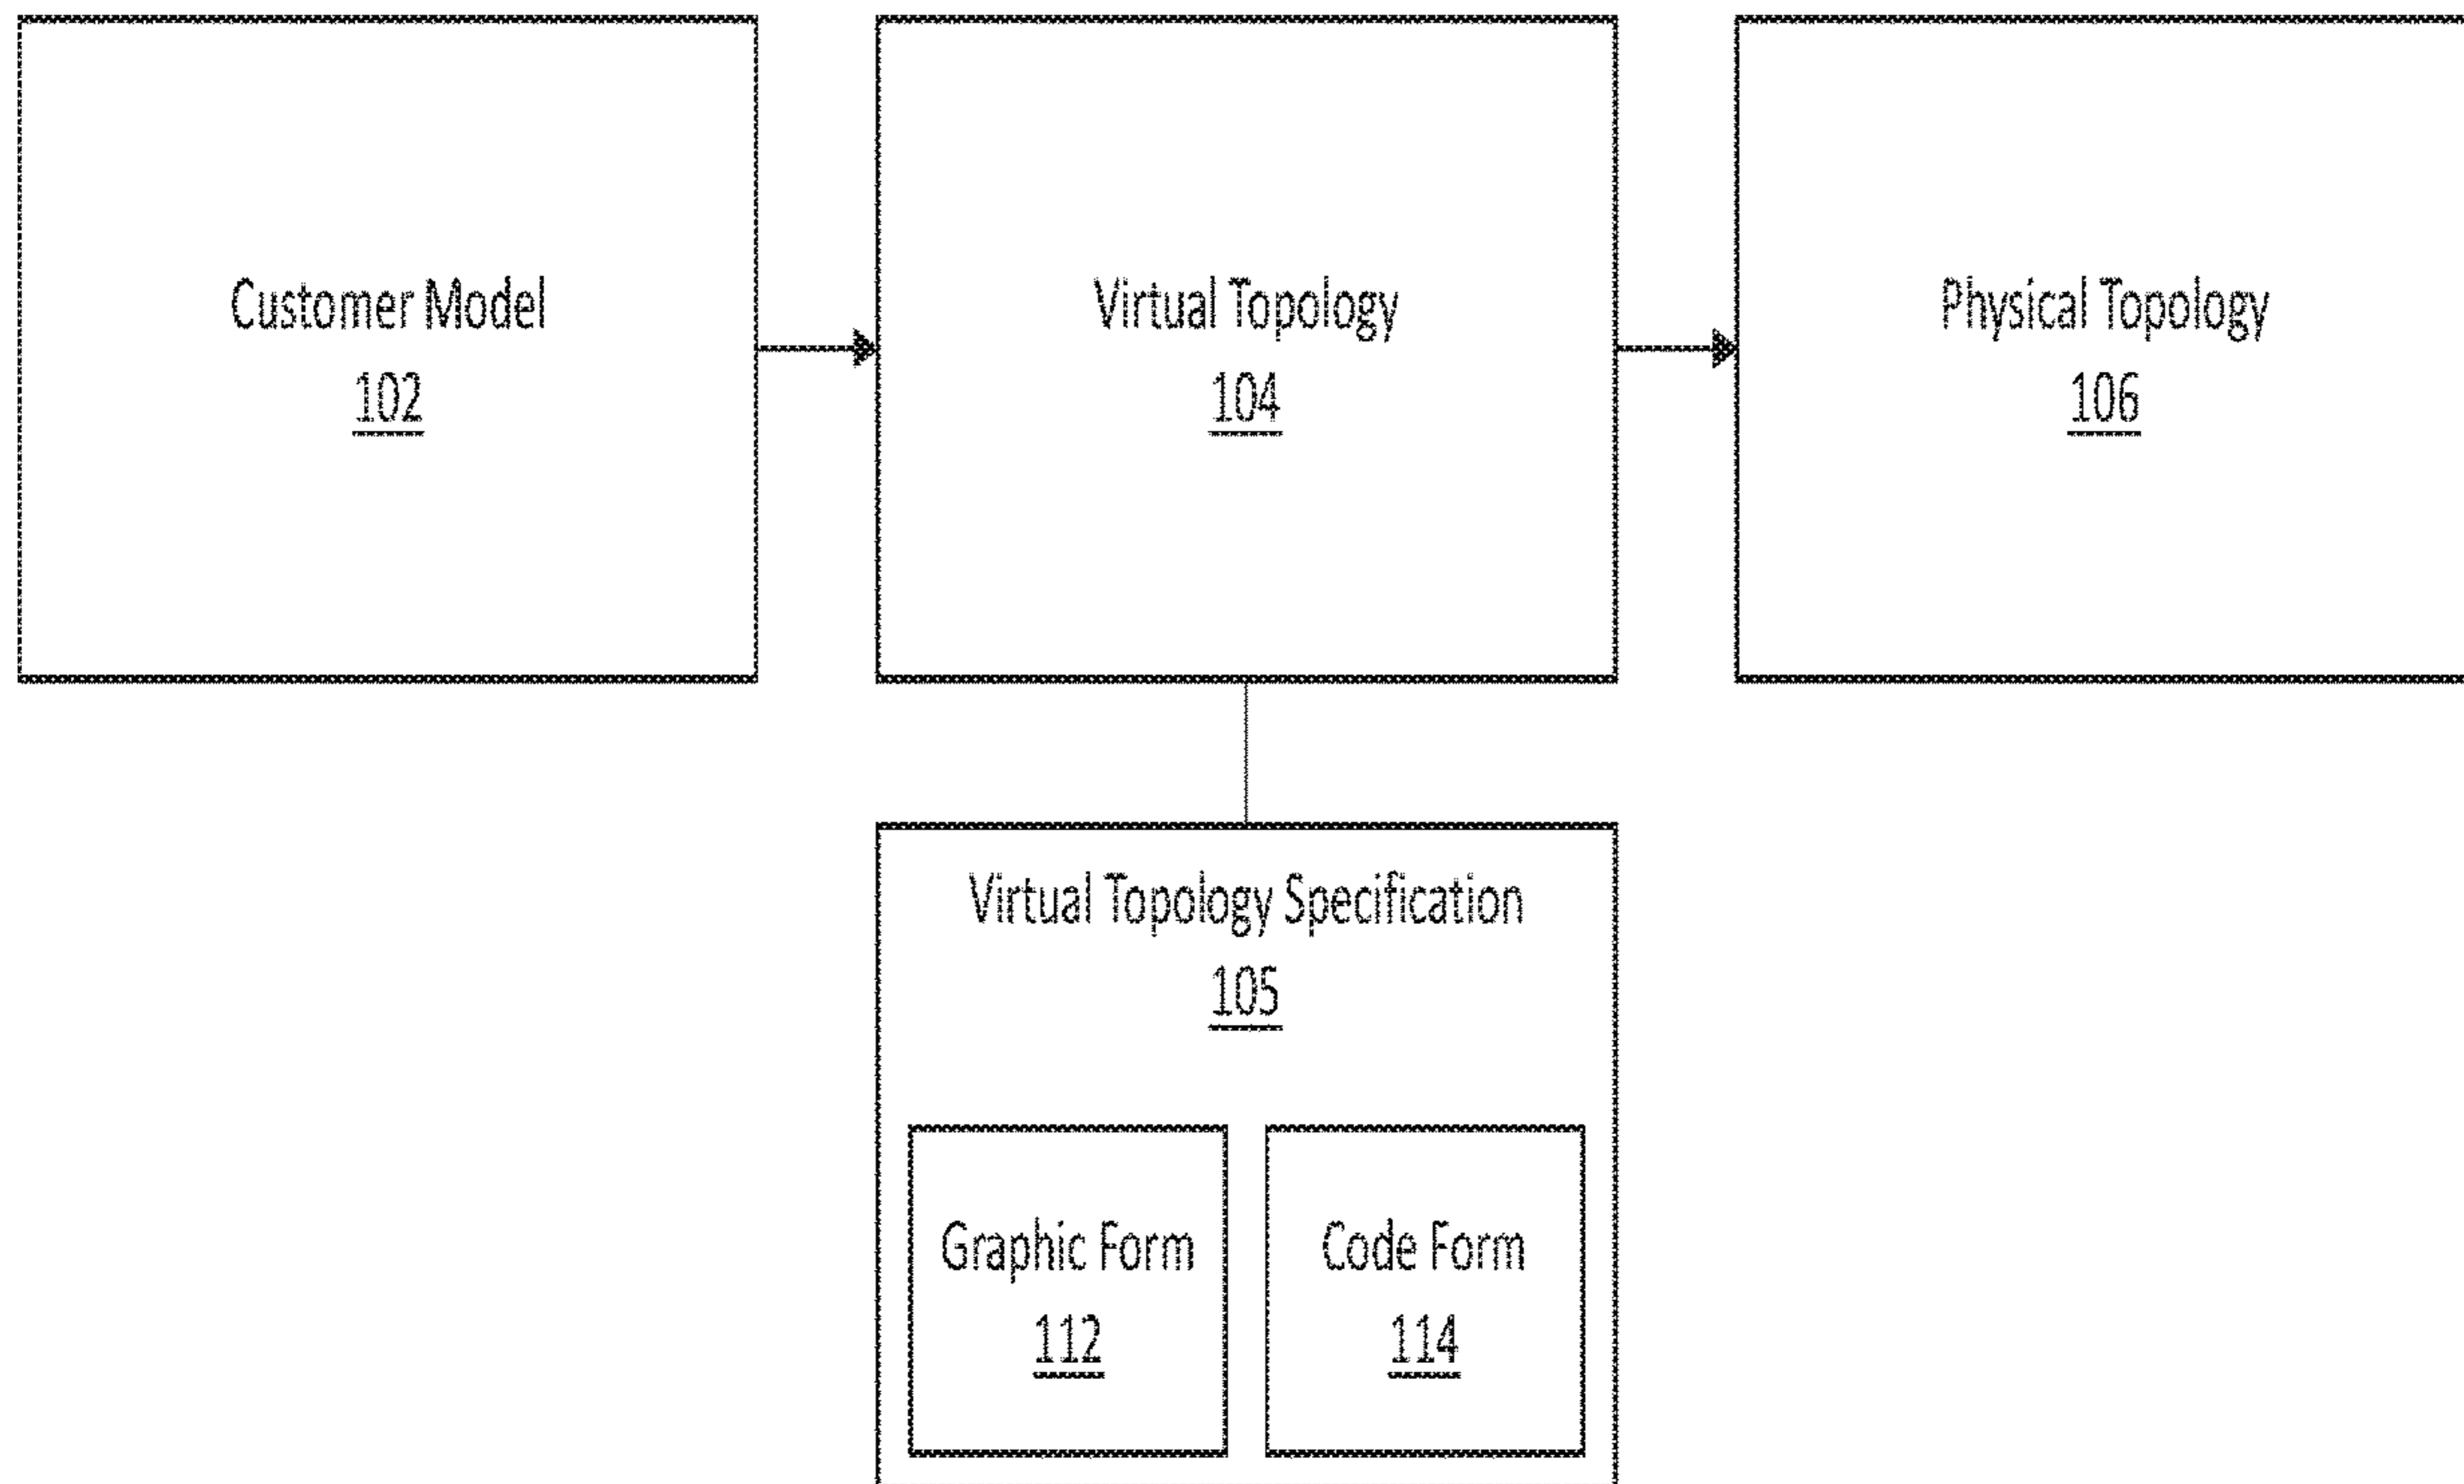 Customer Model
102
Virtual Topology
104
Physical Topology
106
Virtual Topology Specification
105
Graphic Form
112
Code Form
114